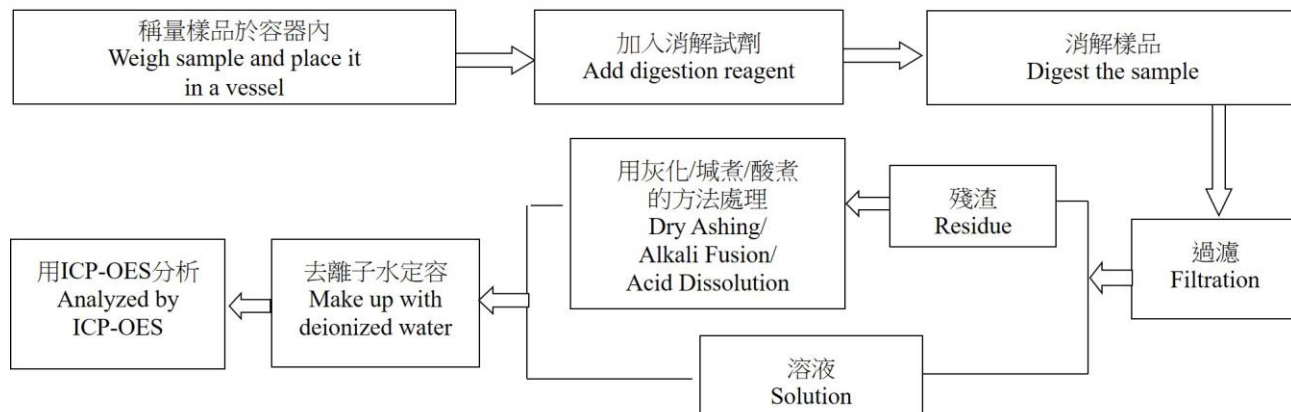 稱量樣品於容器內
Weigh sample and place it
in a vessel
加入消解試劑
Add digestion reagent
消解樣品
Digest the sample
過濾
Filtration
殘渣
Residue
用灰化/堿煮/酸煮
的方法處理
Dry Ashing/
Alkali Fusion/
Acid Dissolution
溶液
Solution
去離子水定容
Make up with
deionized water
用ICP-OES分析
Analyzed by
ICP-OES